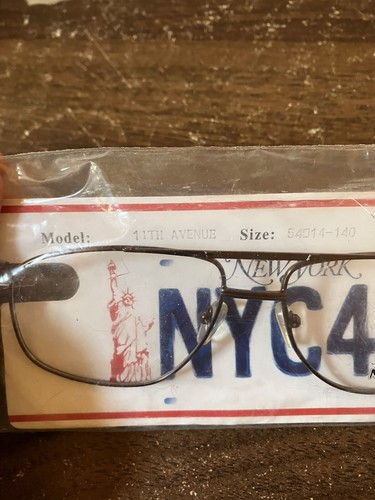 Model: 11TH AVENUE Size: 54□14-140
NEW YORK
NYC4